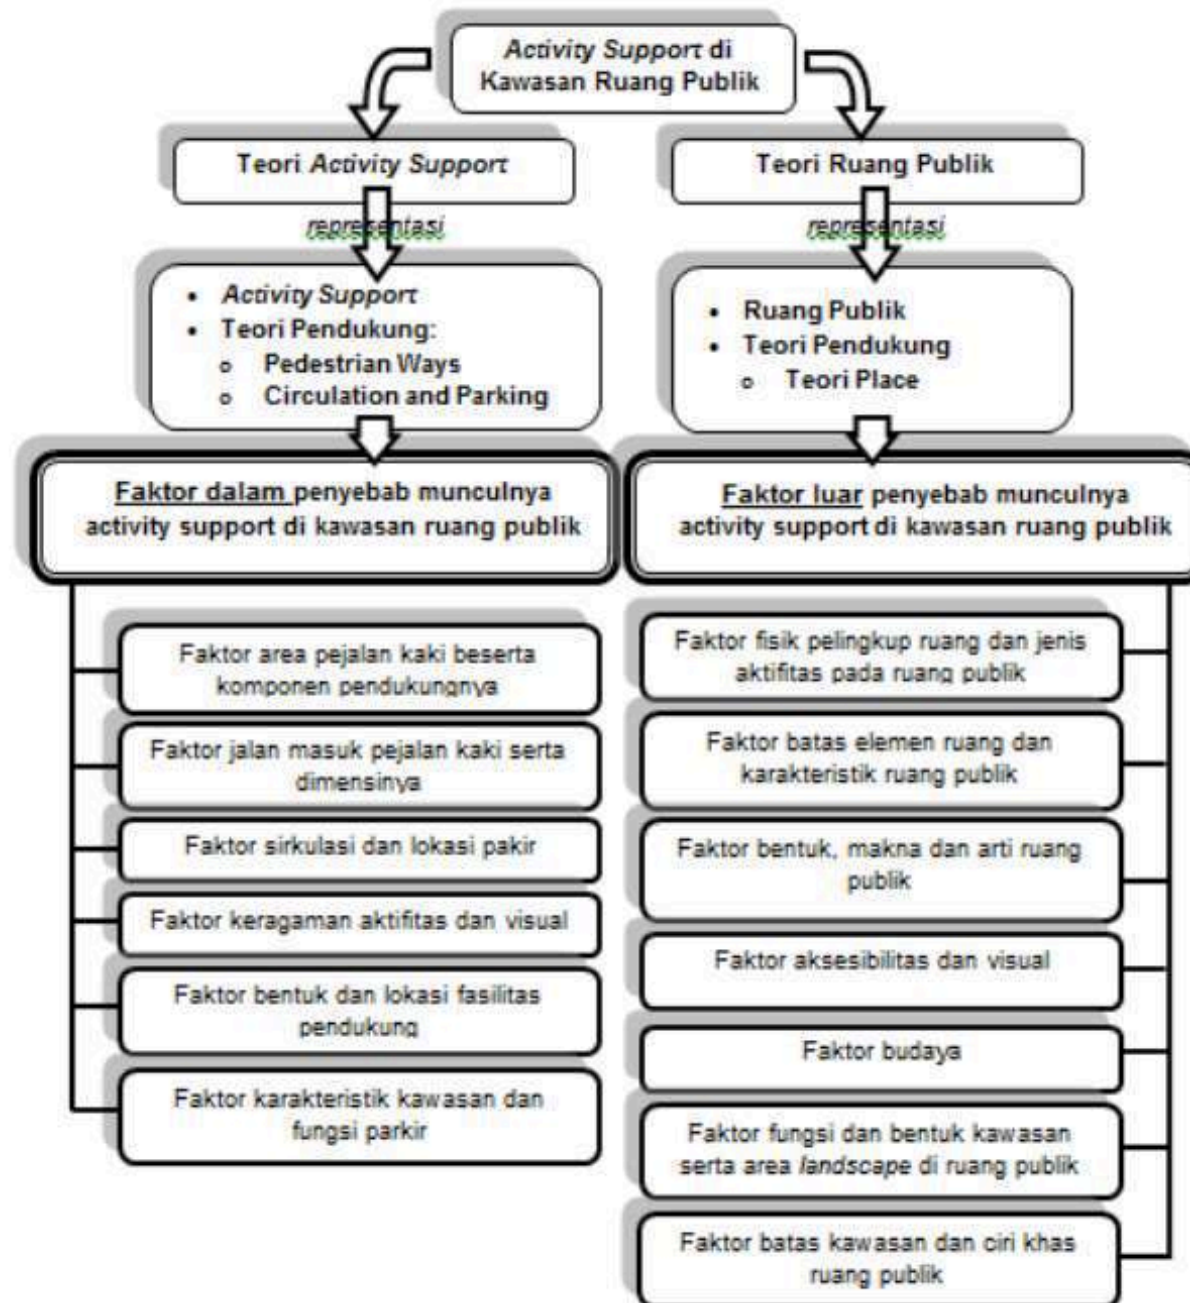 Activity Support di
Kawasan Ruang Publik
Teori Activity Support
representasi
• Activity Support
• Teori Pendukung:
o Pedestrian Ways
o Circulation and Parking
Faktor dalam penyebab munculnya
activity support di kawasan ruang publik
Faktor area pejalan kaki beserta
komponen pendukungnya
Faktor jalan masuk pejalan kaki serta
dimensinya
Faktor sirkulasi dan lokasi pakir
Faktor keragaman aktifitas dan visual
Faktor bentuk dan lokasi fasilitas
pendukung
Faktor karakteristik kawasan dan
fungsi parkir
Teori Ruang Publik
representasi
• Ruang Publik
• Teori Pendukung
o Teori Place
Faktor luar penyebab munculnya
activity support di kawasan ruang publik
Faktor fisik pelingkup ruang dan jenis
aktifitas pada ruang publik
Faktor batas elemen ruang dan
karakteristik ruang publik
Faktor bentuk, makna dan arti ruang
publik
Faktor aksesibilitas dan visual
Faktor budaya
Faktor fungsi dan bentuk kawasan
serta area landscape di ruang publik
Faktor batas kawasan dan ciri khas
ruang publik